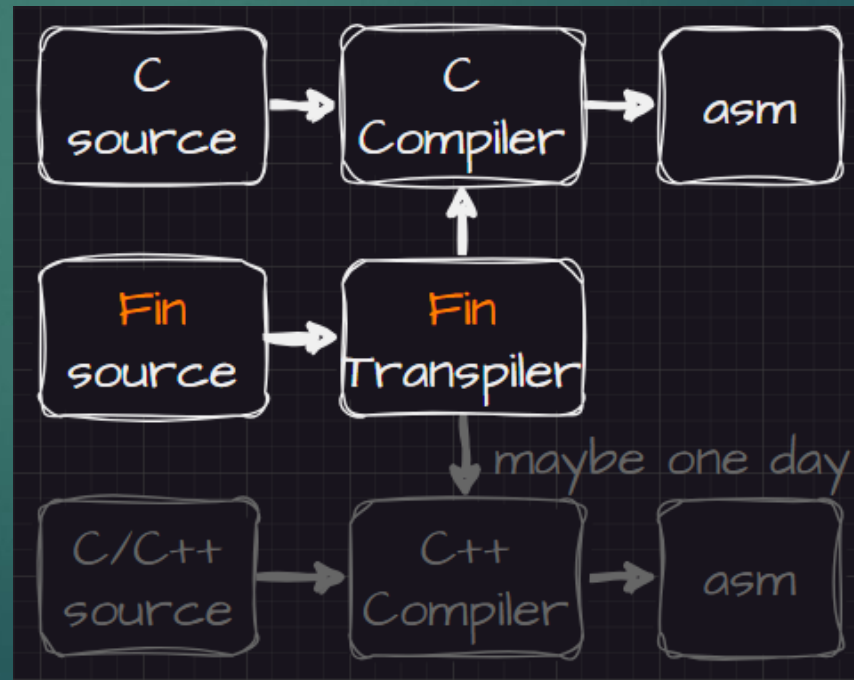 C
source
C
Compiler
asm
Fin
source
Fin
Transpiler
maybe one day
C/C++
source
C++
Compiler
asm